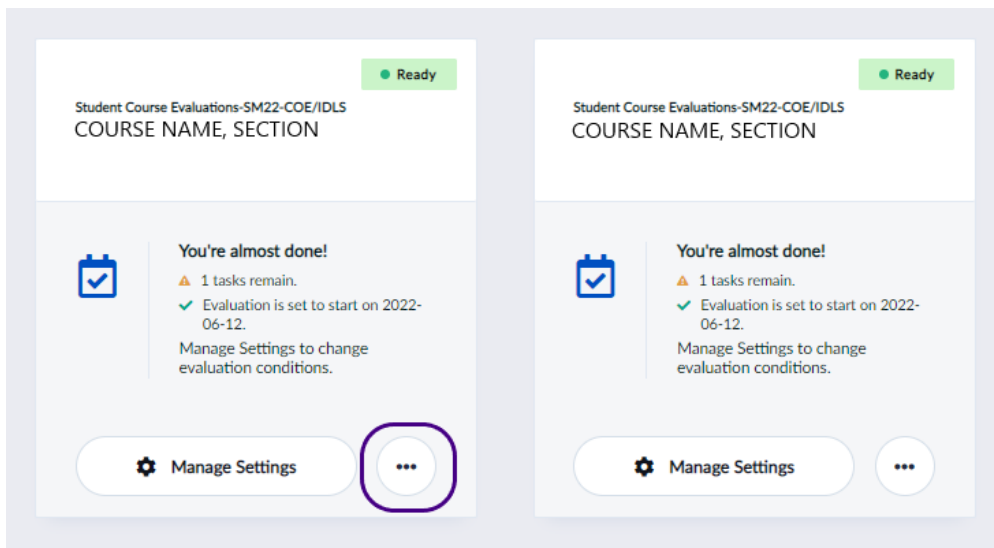 Ready
Student Course Evaluations-SM22-COE/IDLS
COURSE NAME, SECTION
You're almost done!
1 tasks remain.
Evaluation is set to start on 2022-
06-12.
Manage Settings to change
evaluation conditions.
Manage Settings
Ready
Student Course Evaluations-SM22-COE/IDLS
COURSE NAME, SECTION
You're almost done!
1 tasks remain.
Evaluation is set to start on 2022-
06-12.
Manage Settings to change
evaluation conditions.
Manage Settings